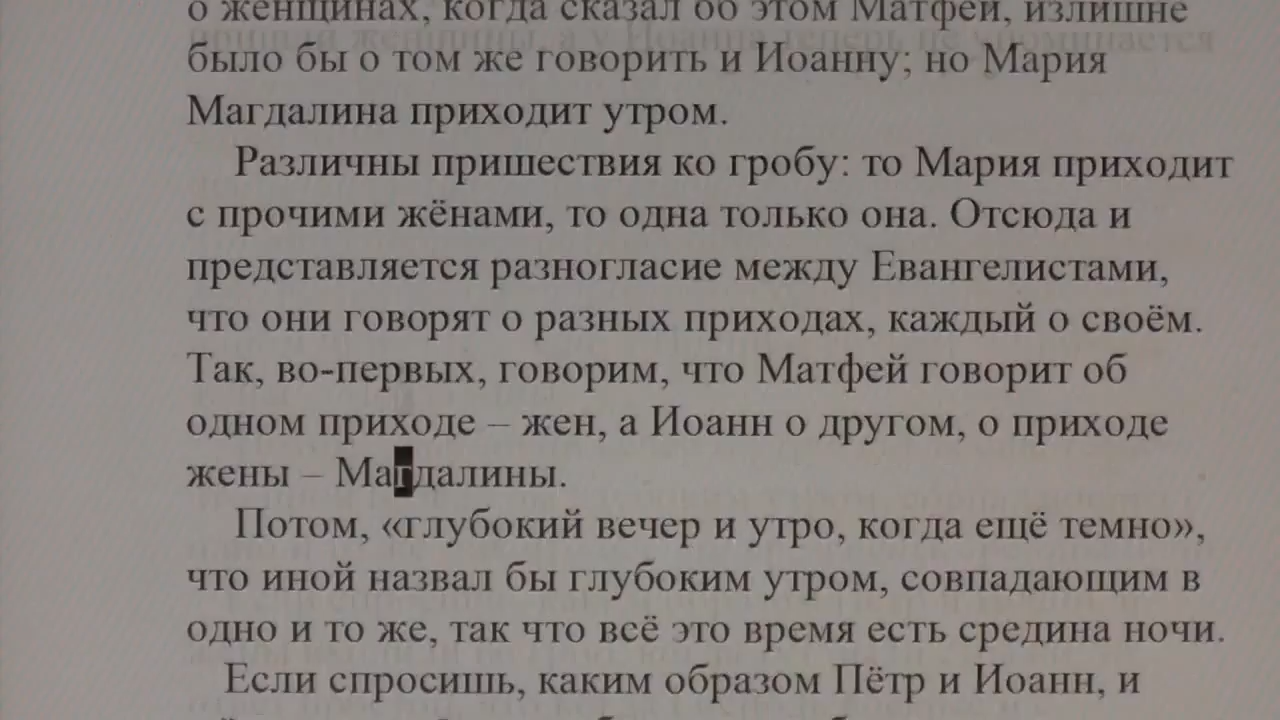 о женщинах, когда сказал об этом Матфей, излишне
было бы о том же говорить и Иоанну; но Мария
Магдалина приходит утром.
Различны пришествия ко гробу: то Мария приходит
с прочими жёнами, то одна только она. Отсюда и
представляется разногласие между Евангелистами,
что они говорят о разных приходах, каждый о своём.
Так, во-первых, говорим, что Матфей говорит об
одном приходе – жен, а Иоанн о другом, о приходе
жены – Магдалины.
Потом, «глубокий вечер и утро, когда ещё темно»,
что иной назвал бы глубоким утром, совпадающим в
одно и то же, так что всё это время есть средина ночи.
Если спросишь, каким образом Пётр и Иоанн, и